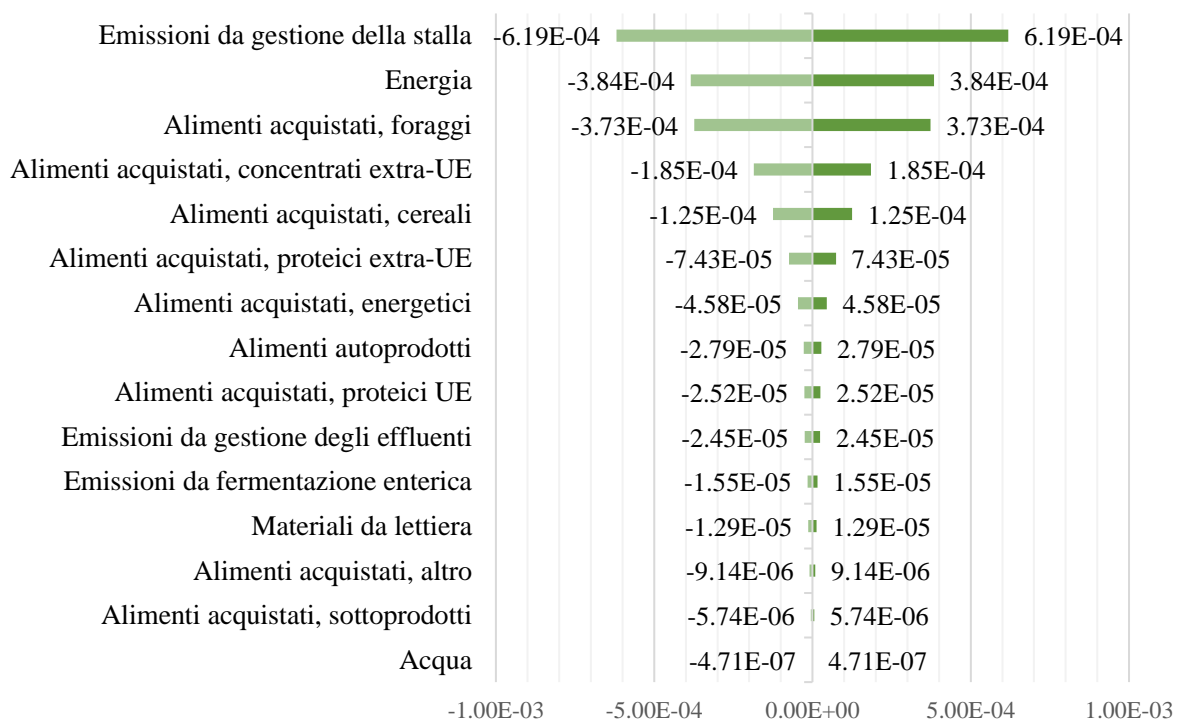 Emissioni da gestione della stalla -6.19E-04 6.19E-04
Energia -3.84E-04 3.84E-04
Alimenti acquistati, foraggi -3.73E-04 3.73E-04
Alimenti acquistati, concentrati extra-UE -1.85E-04 1.85E-04
Alimenti acquistati, cereali -1.25E-04 1.25E-04
Alimenti acquistati, proteici extra-UE -7.43E-05 7.43E-05
Alimenti acquistati, energetici -4.58E-05 4.58E-05
Alimenti autoprodotti -2.79E-05 2.79E-05
Alimenti acquistati, proteici UE -2.52E-05 2.52E-05
Emissioni da gestione degli effluenti -2.45E-05 2.45E-05
Emissioni da fermentazione enterica -1.55E-05 1.55E-05
Materiali da lettiera -1.29E-05 1.29E-05
Alimenti acquistati, altro -9.14E-06 9.14E-06
Alimenti acquistati, sottoprodotti -5.74E-06 5.74E-06
Acqua -4.71E-07 4.71E-07
-1.00E-03 -5.00E-04 0.00E+00 5.00E-04 1.00E-03